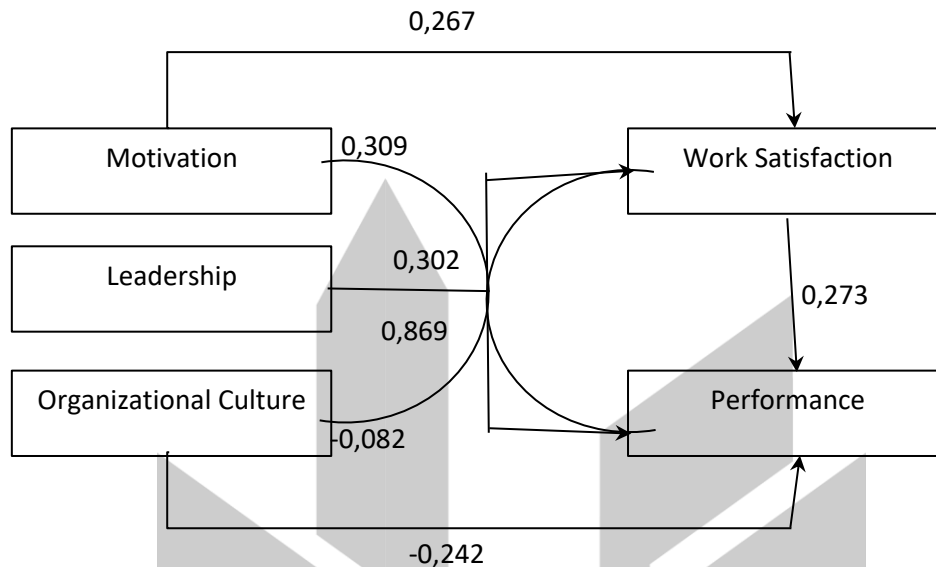 0,267
Motivation
0,309
Work Satisfaction
Leadership
0,302
0,273
0,869
Organizational Culture
Performance
-0,082
-0,242